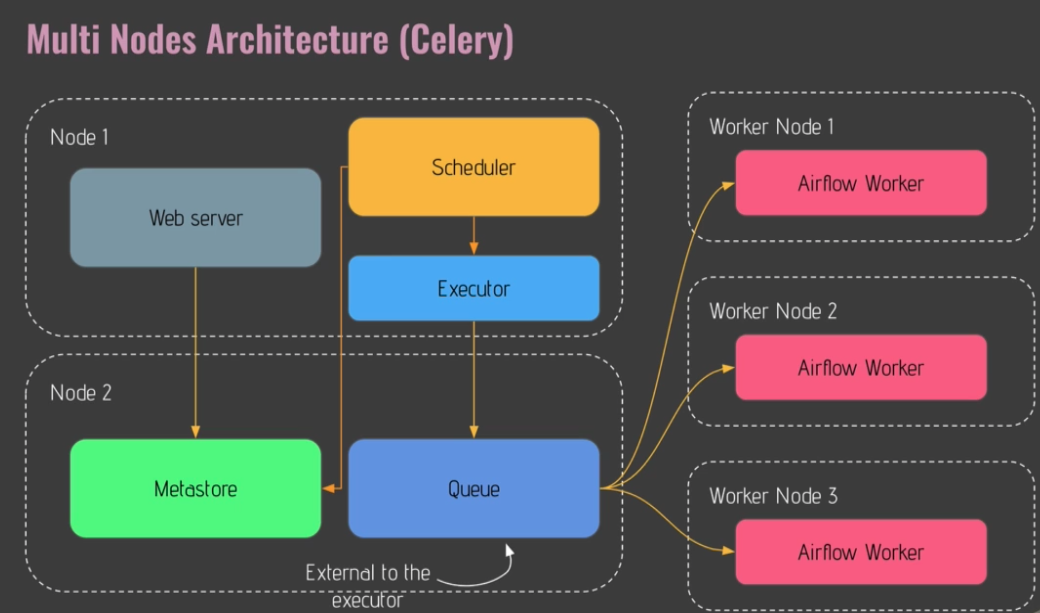 Multi Nodes Architecture (Celery)
Node 1
Web server
Scheduler
Executor
Node 2
Metastore
Queue
External to the
executor
Worker Node 1
Airflow Worker
Worker Node 2
Airflow Worker
Worker Node 3
Airflow Worker